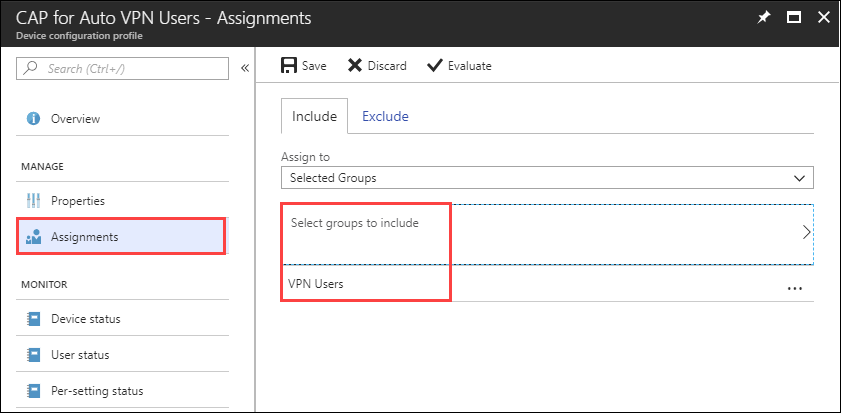 CAP for Auto VPN Users - Assignments
Device configuration profile
Search (Ctrl+/)
Overview
MANAGE
Properties
Assignments
MONITOR
Device status
User status
Per-setting status
Save Discard Evaluate
Include Exclude
Assign to
Selected Groups
Select groups to include
VPN Users